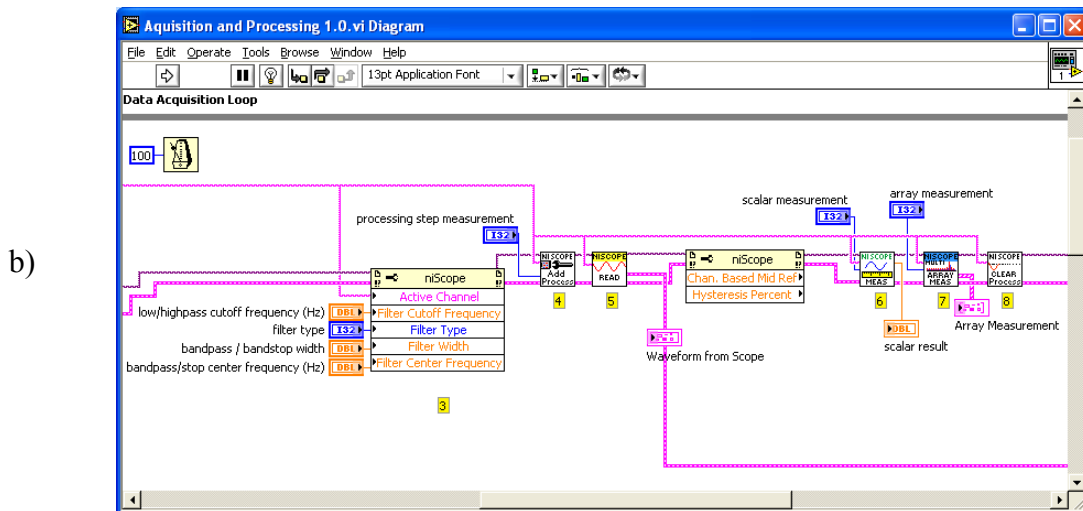 Aquisition and Processing 1.0.vi Diagram
File Edit Operate Tools Browse Window Help
13pt Application Font
1
Data Acquisition Loop
100
b)
processing step measurement
I32
scalar measurement
I32
array measurement
I32
niScope
Active Channel
Filter Cutoff Frequency
Filter Type
Filter Width
Filter Center Frequency
low/highpass cutoff frequency (Hz)
DBL
filter type
I32
bandpass / bandstop width
DBL
bandpass/stop center frequency (Hz)
DBL
3
NISCOPE
Add
Process
4
NISCOPE
READ
5
niScope
Chan. Based Mid Ref
Hysteresis Percent
Waveform from Scope
NISCOPE
MEAS
6
DBL
scalar result
NISCOPE
MULTI
ARRAY
MEAS
7
Array Measurement
NISCOPE
CLEAR
Process
8